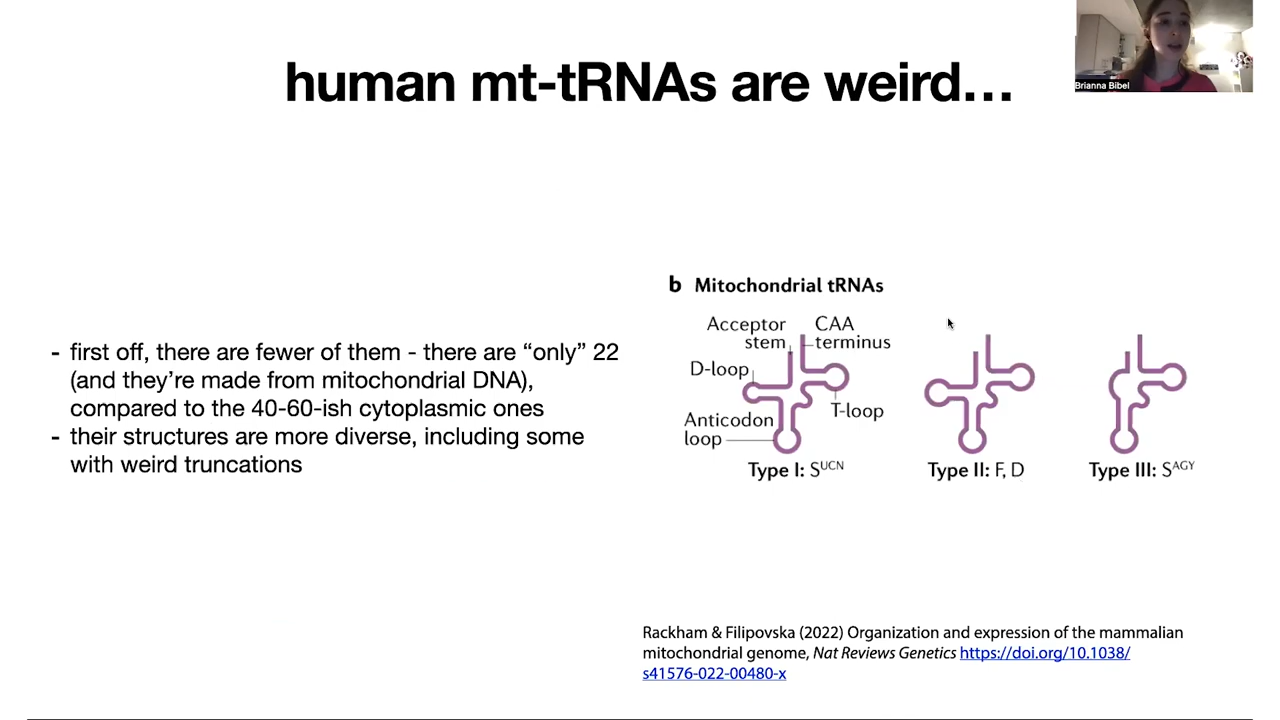 human mt-tRNAs are weird...
Brianna Bibel
- first off, there are fewer of them - there are “only” 22
(and they’re made from mitochondrial DNA),
compared to the 40-60-ish cytoplasmic ones
- their structures are more diverse, including some
with weird truncations
b Mitochondrial tRNAs
Acceptor
stem
CAA
terminus
D-loop
T-loop
Anticodon
loop
Type I: S^UCN
Type II: F, D
Type III: S^AGY
Rackham & Filipovska (2022) Organization and expression of the mammalian
mitochondrial genome, Nat Reviews Genetics https://doi.org/10.1038/
s41576-022-00480-x